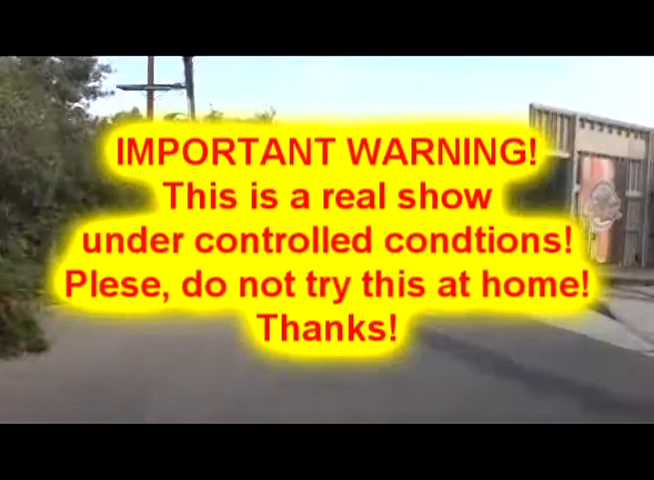 IMPORTANT WARNING!
This is a real show
under controlled condtions!
Plese, do not try this at home!
Thanks!